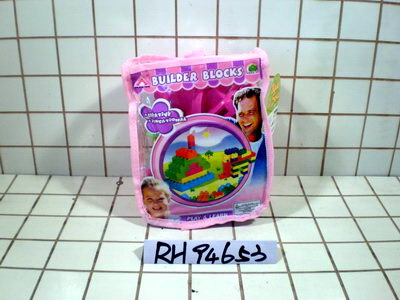 BUILDER BLOCKS
PLAY & LEARN
RH94653